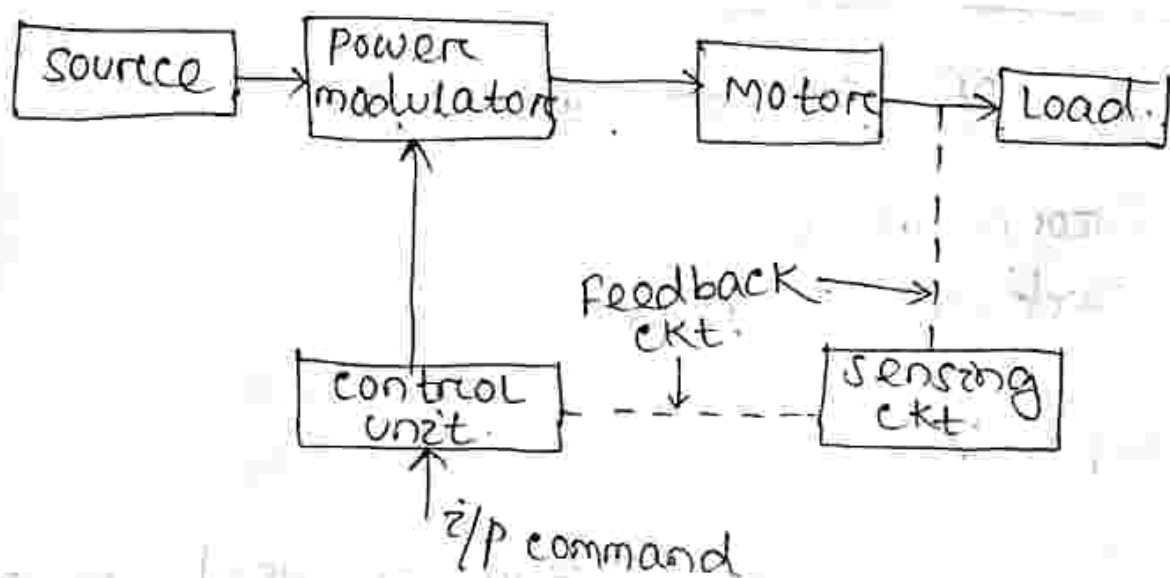 Source
Power
modulator
Motor
Load.
Feedback
ckt.
control
unit.
sensing
ckt.
i/p command